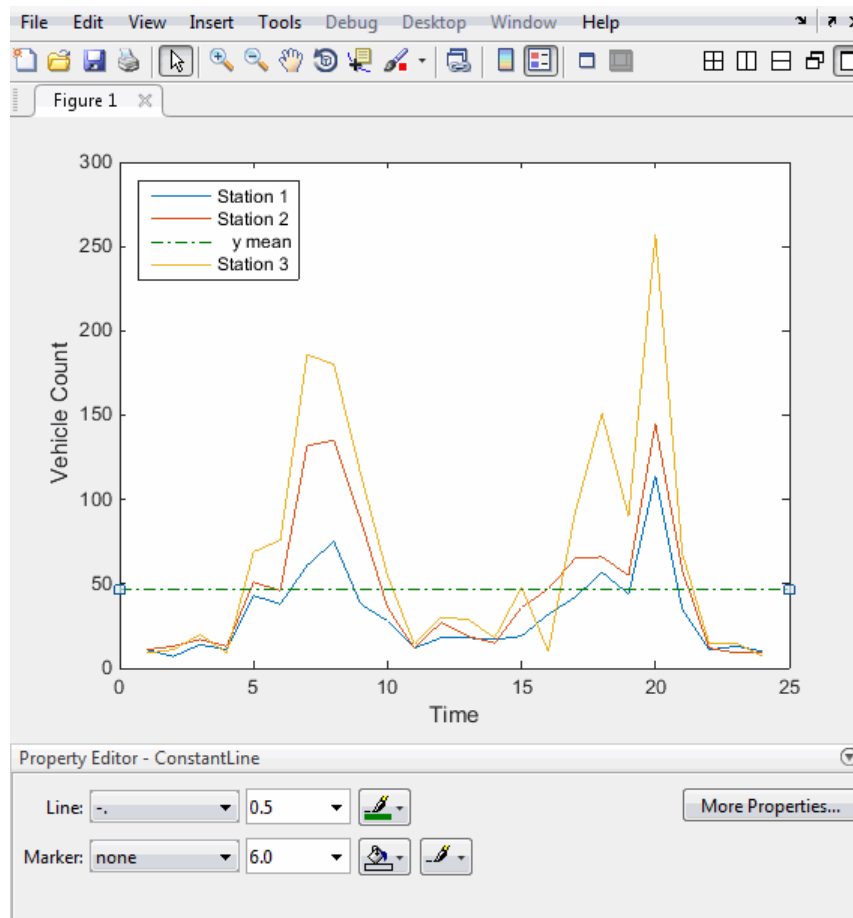 File Edit View Insert Tools Debug Desktop Window Help
Figure 1
300
250
200
150
100
50
0
Vehicle Count
Station 1
Station 2
y mean
Station 3
0 5 10 15 20 25
Time
Property Editor - ConstantLine
Line: -. 0.5 More Properties...
Marker: none 6.0